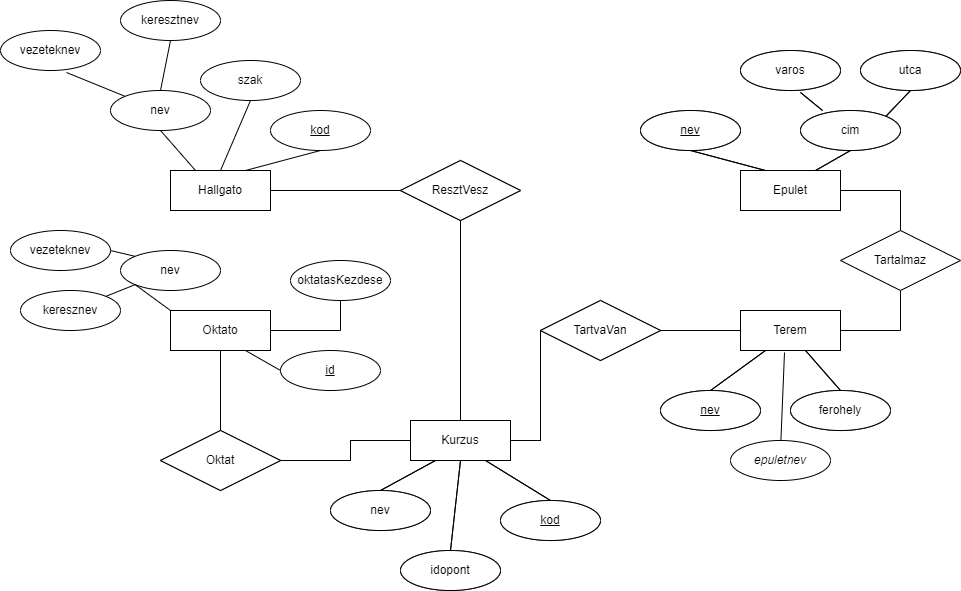 keresztnev
vezeteknev
szak
nev
kod
Hallgato
ResztVesz
varos
utca
nev
cim
Epulet
Tartalmaz
vezeteknev
nev
keresznev
oktatasKezdese
Oktato
id
TartvaVan
Terem
nev
ferohely
epuletnev
Oktat
Kurzus
nev
kod
idopont